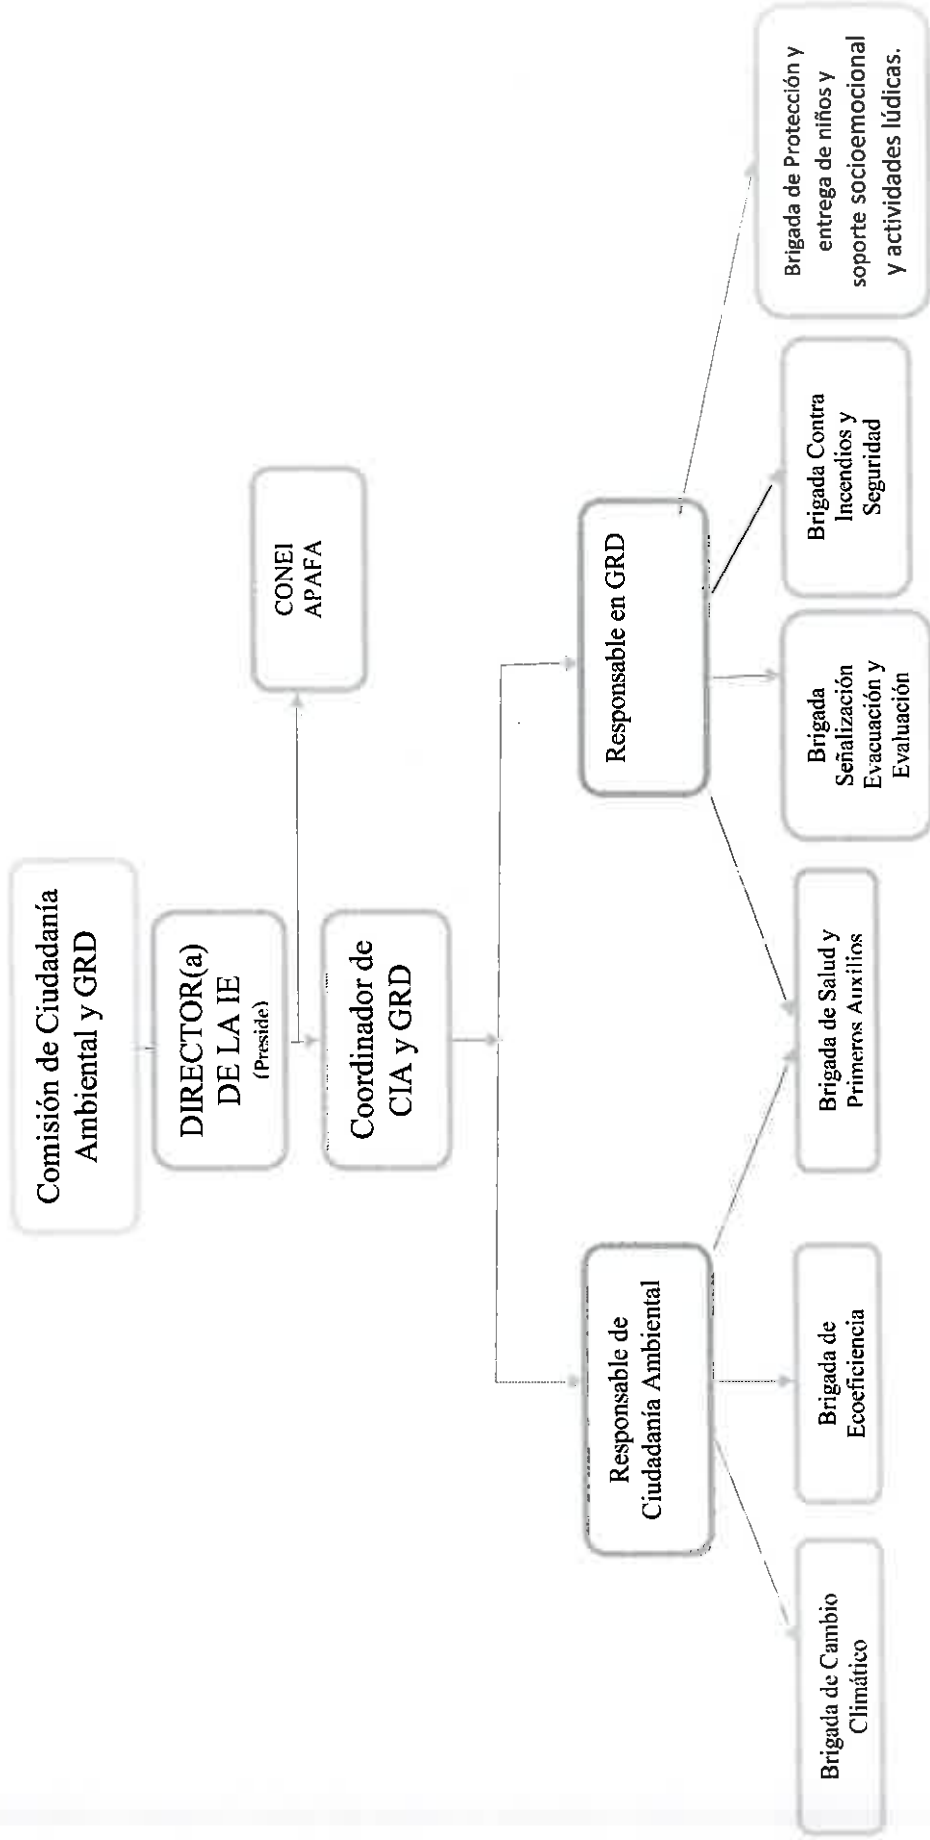 Comisión de Ciudadanía
Ambiental y GRD
DIRECTOR(a)
DE LA IE
(Preside)
CONEI
APAFA
Coordinador de
CIA y GRD
Responsable de
Ciudadanía Ambiental
Responsable en GRD
Brigada de Cambio
Climático
Brigada de
Ecoeficiencia
Brigada de Salud y
Primeros Auxilios
Brigada
Señalización
Evacuación y
Evaluación
Brigada Contra
Incendios y
Seguridad
Brigada de Protección y
entrega de niños y
soporte socioemocional
y actividades lúdicas.